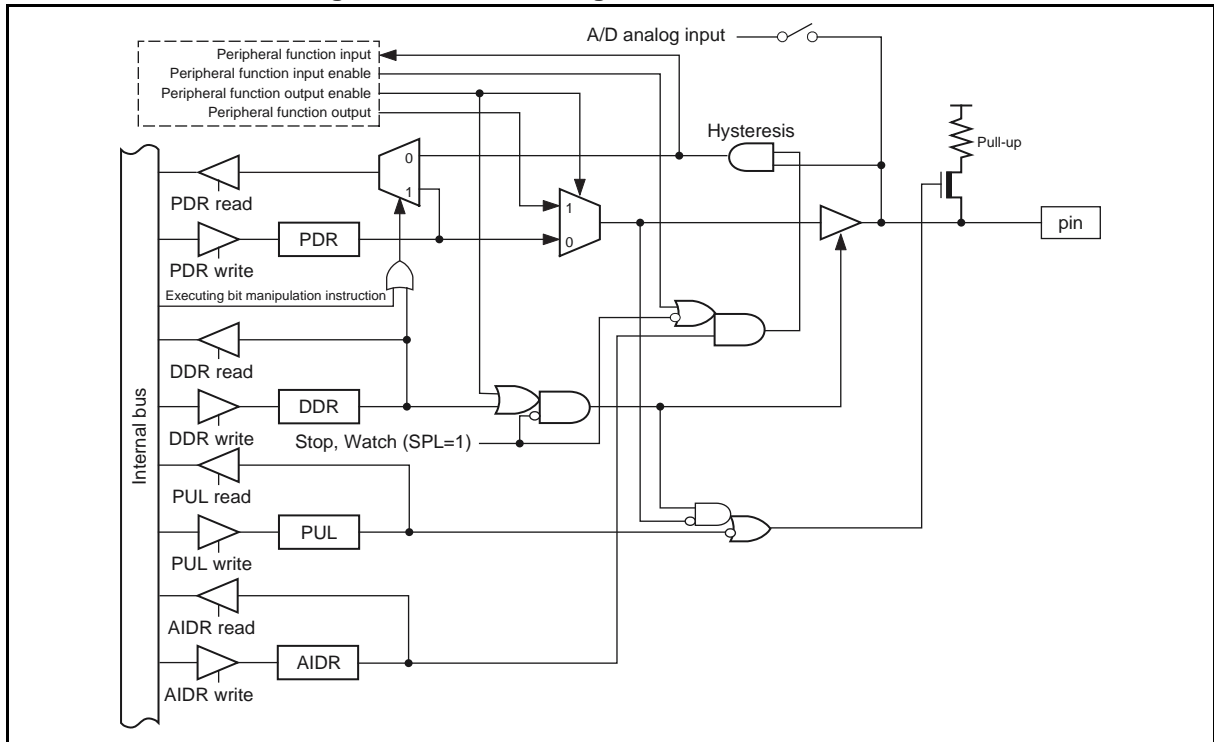 A/D analog input
Peripheral function input
Peripheral function input enable
Peripheral function output enable
Peripheral function output
Hysteresis
Pull-up
0
1
PDR read
1
0
pin
PDR
PDR write
Executing bit manipulation instruction
DDR read
DDR
DDR write
Stop, Watch (SPL=1)
Internal bus
PUL read
PUL
PUL write
AIDR read
AIDR
AIDR write